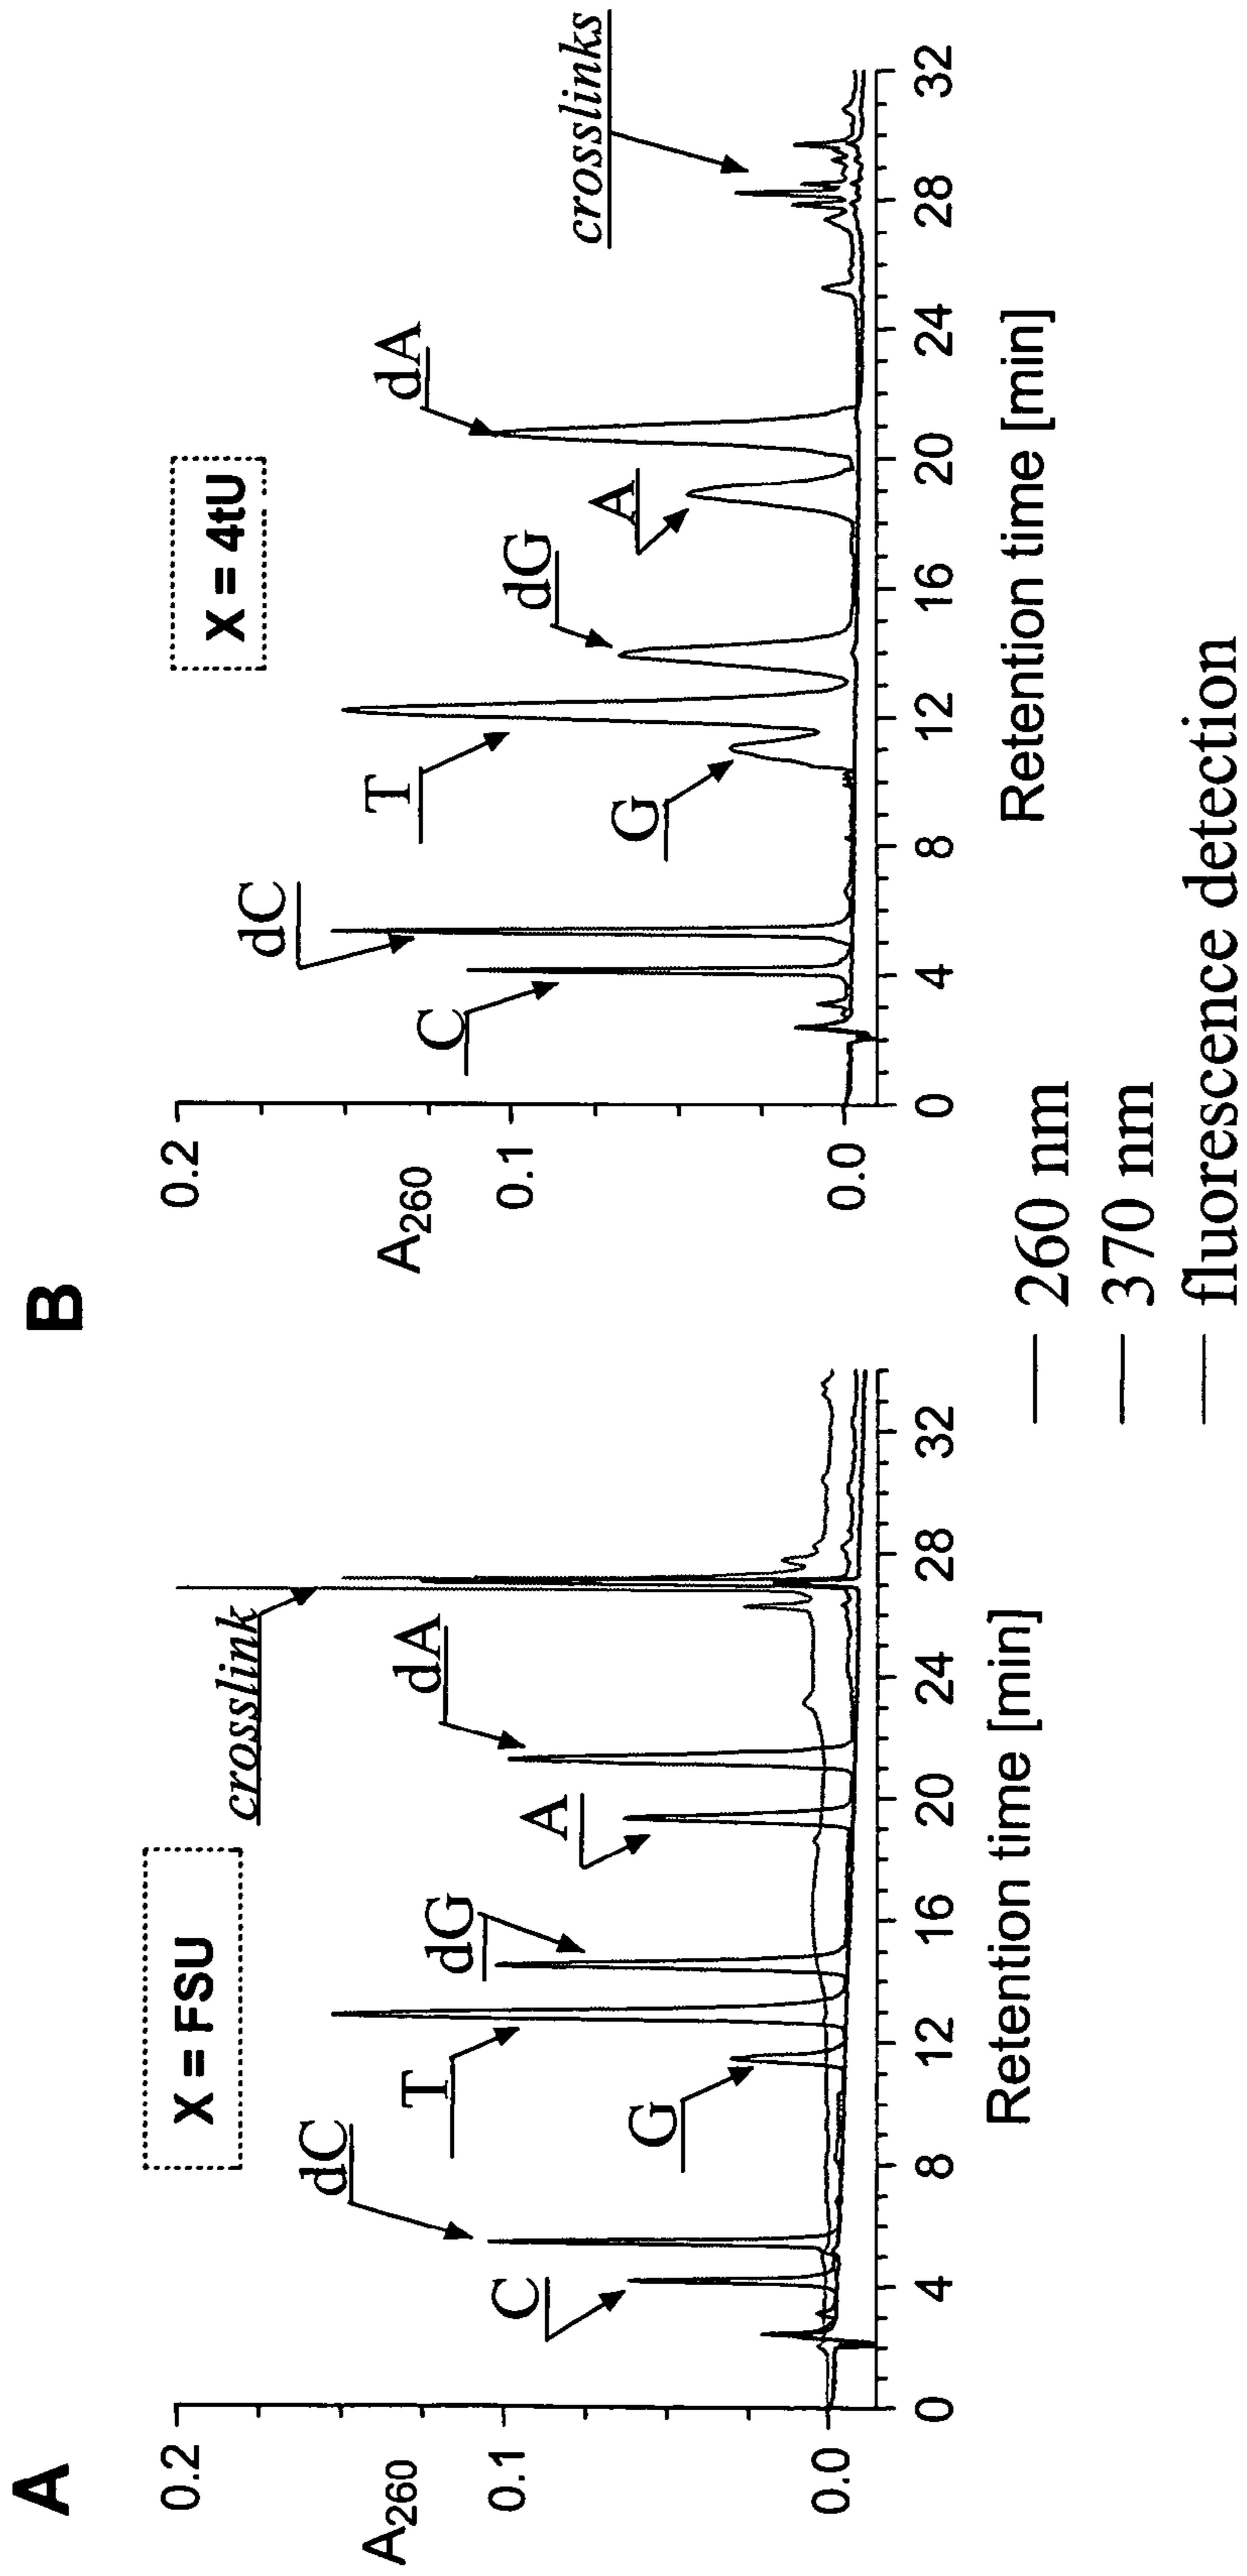 A
X = FSU
0.2
A260
0.1
0.0
C
dC
G
T
dG
A
dA
crosslink
0 4 8 12 16 20 24 28 32
Retention time [min]
B
X = 4tU
0.2
A260
0.1
0.0
C
dC
G
T
dG
A
dA
crosslinks
0 4 8 12 16 20 24 28 32
Retention time [min]
260 nm
370 nm
fluorescence detection